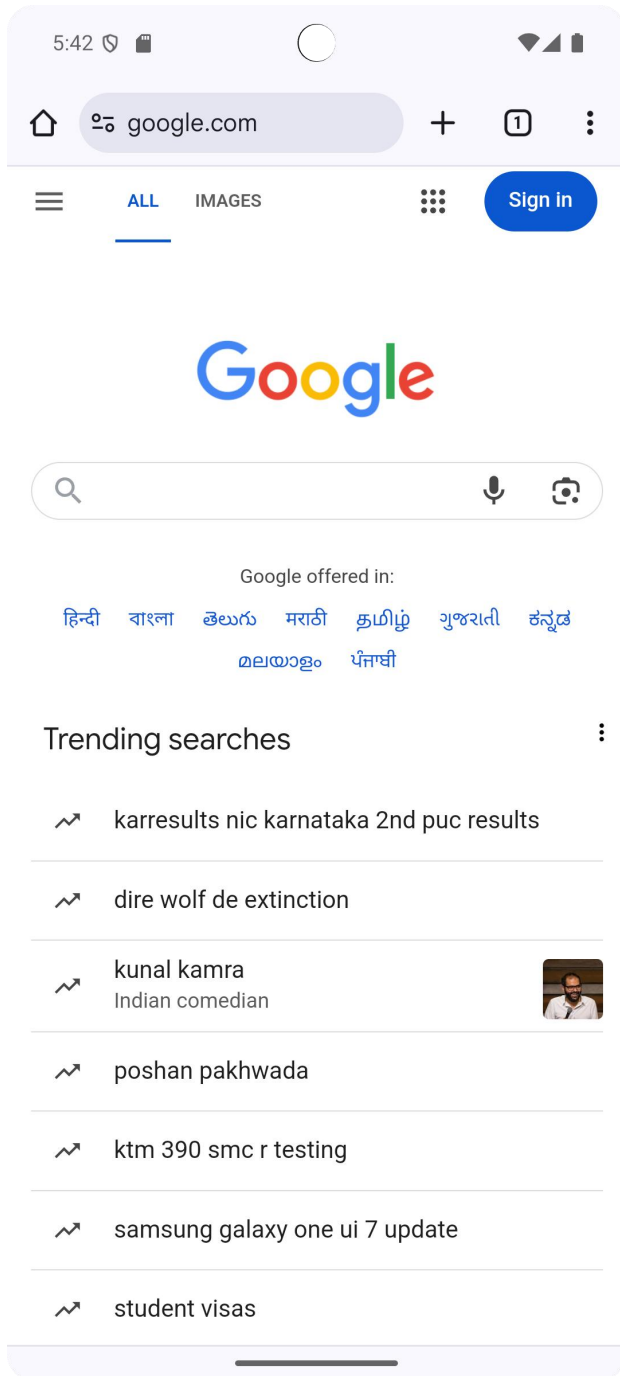 5:42
google.com
1
ALL IMAGES
Sign in
Google
Google offered in:
हिन्दी বাংলা తెలుగు मराठी தமிழ் ગુજરાતી ಕನ್ನಡ
മലയാളം ਪੰਜਾਬੀ
Trending searches
karresults nic karnataka 2nd puc results
dire wolf de extinction
kunal kamra
Indian comedian
poshan pakhwada
ktm 390 smc r testing
samsung galaxy one ui 7 update
student visas